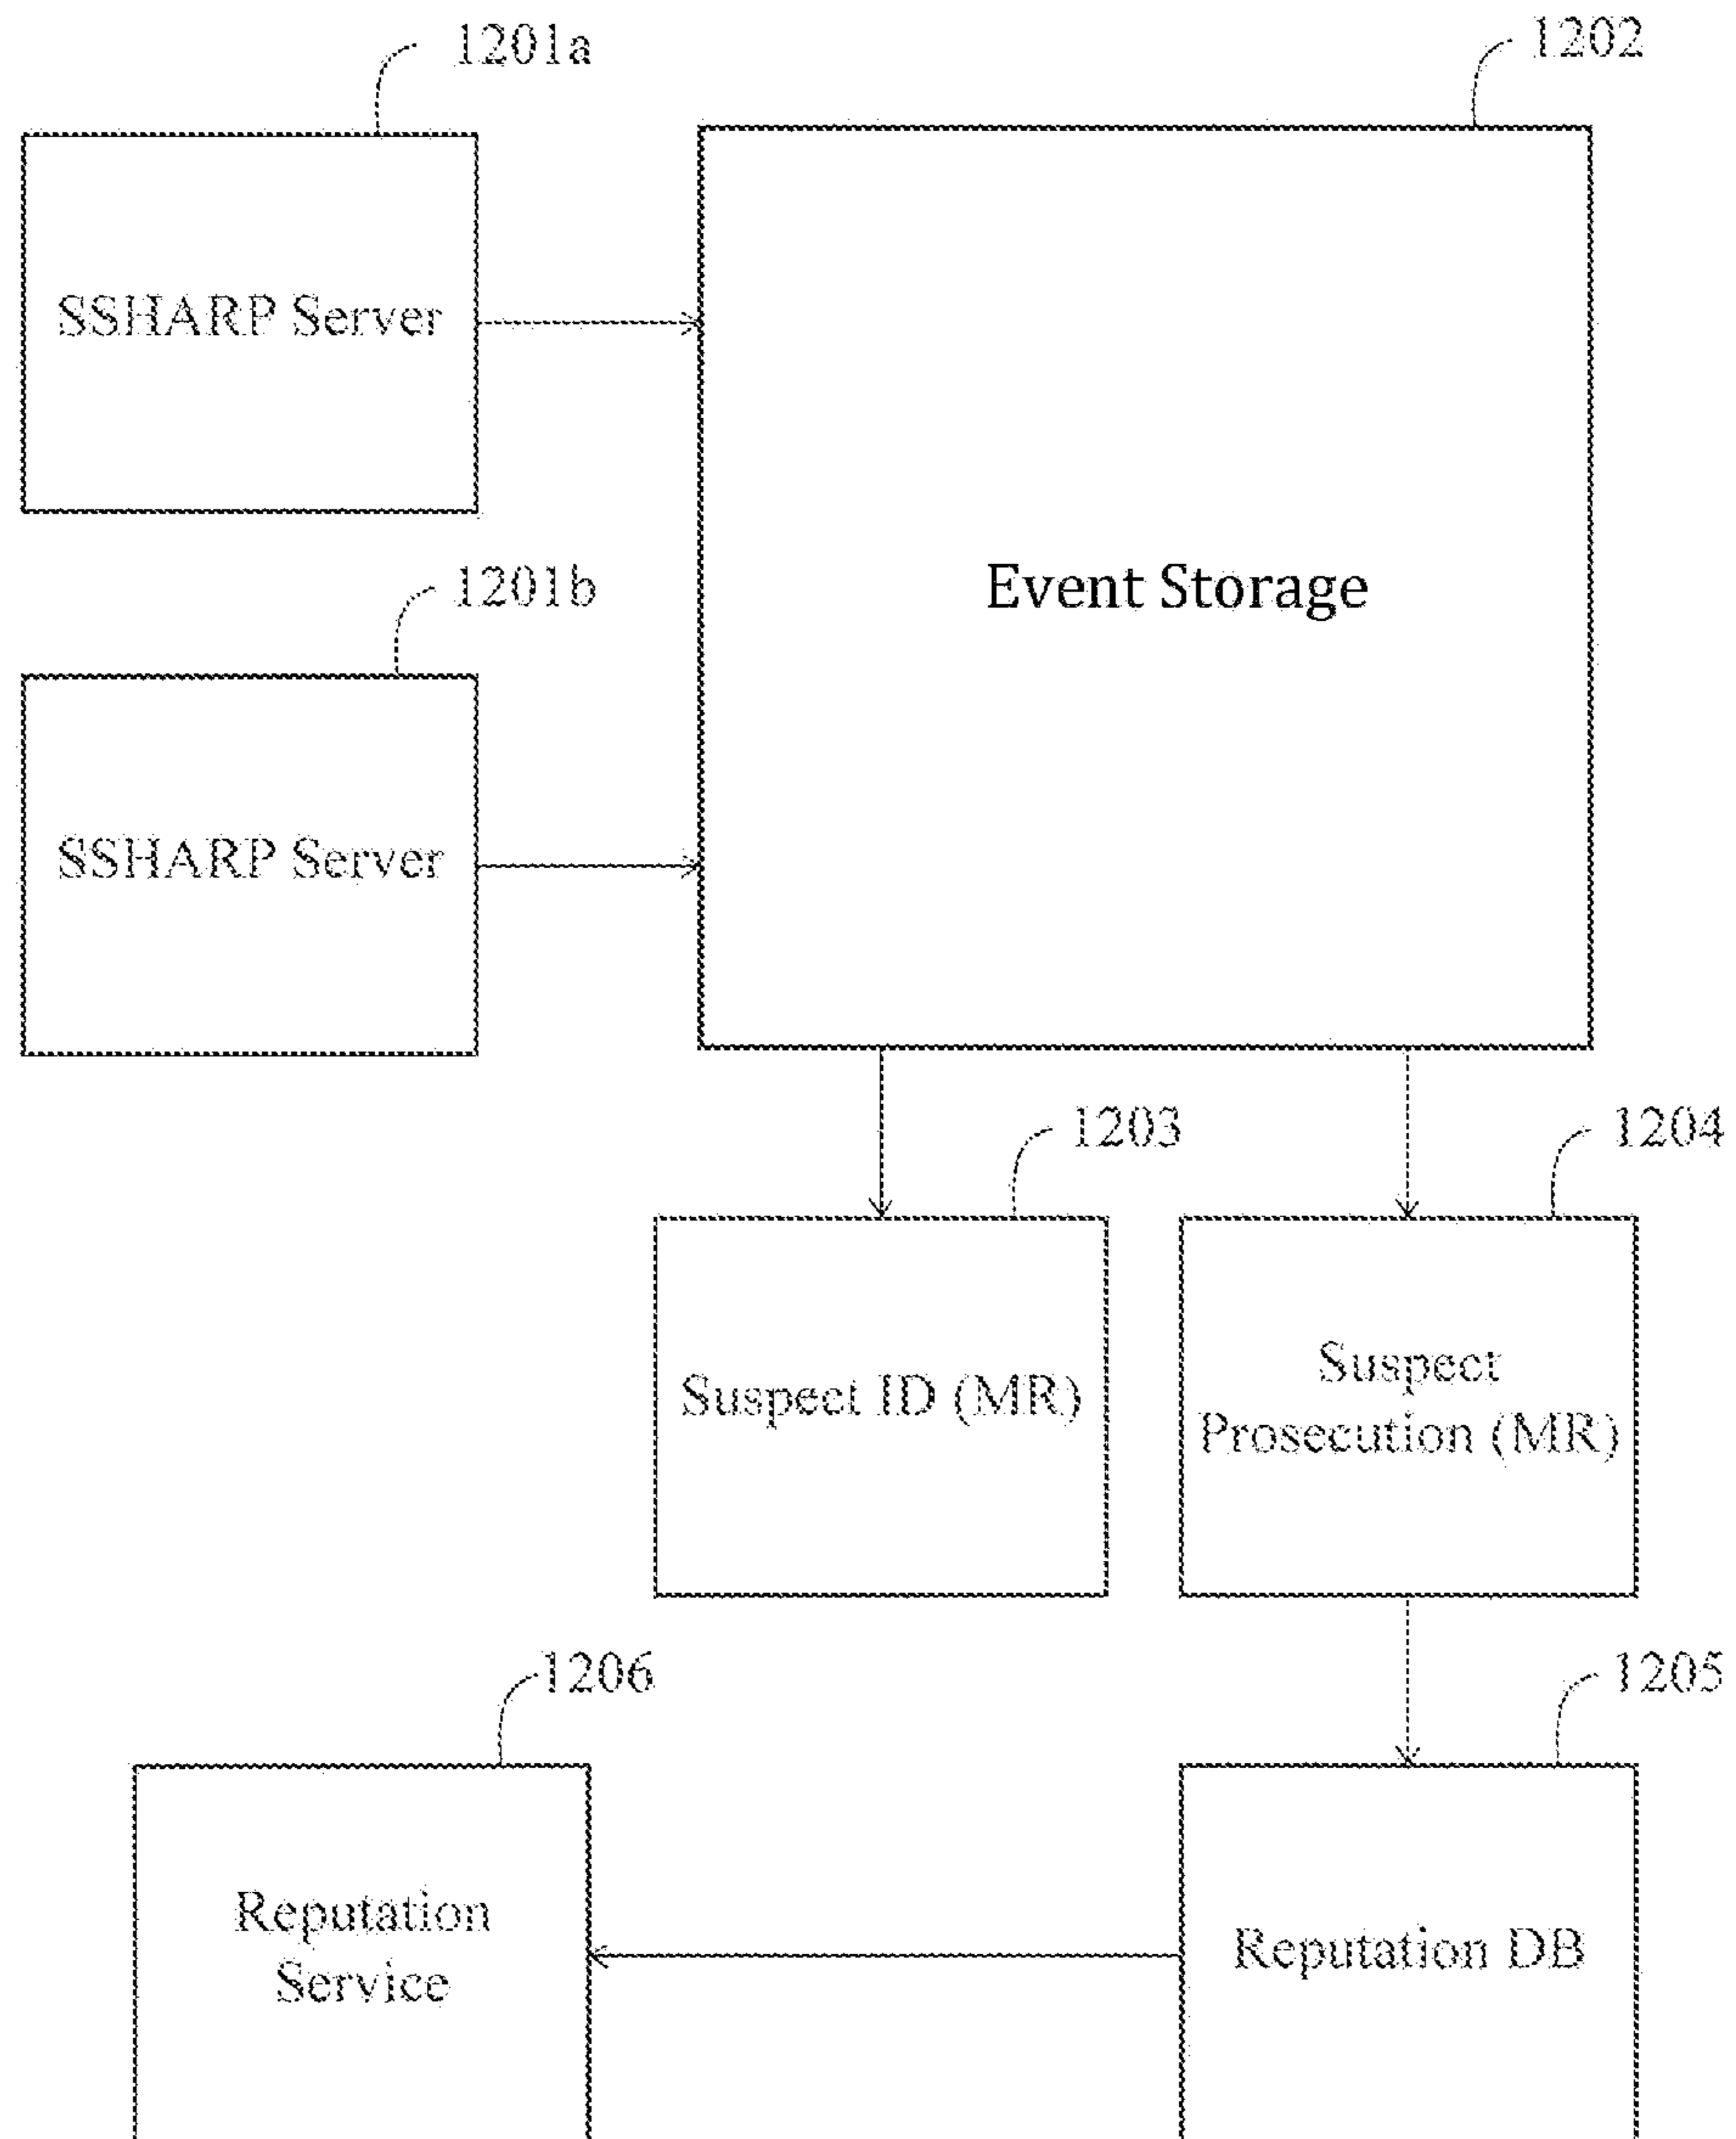 1201a
1202
SSHARP Server
1201b
Event Storage
SSHARP Server
1203
1204
Suspect ID (MR)
Suspect
Prosecution (MR)
1206
1205
Reputation
Service
Reputation DB